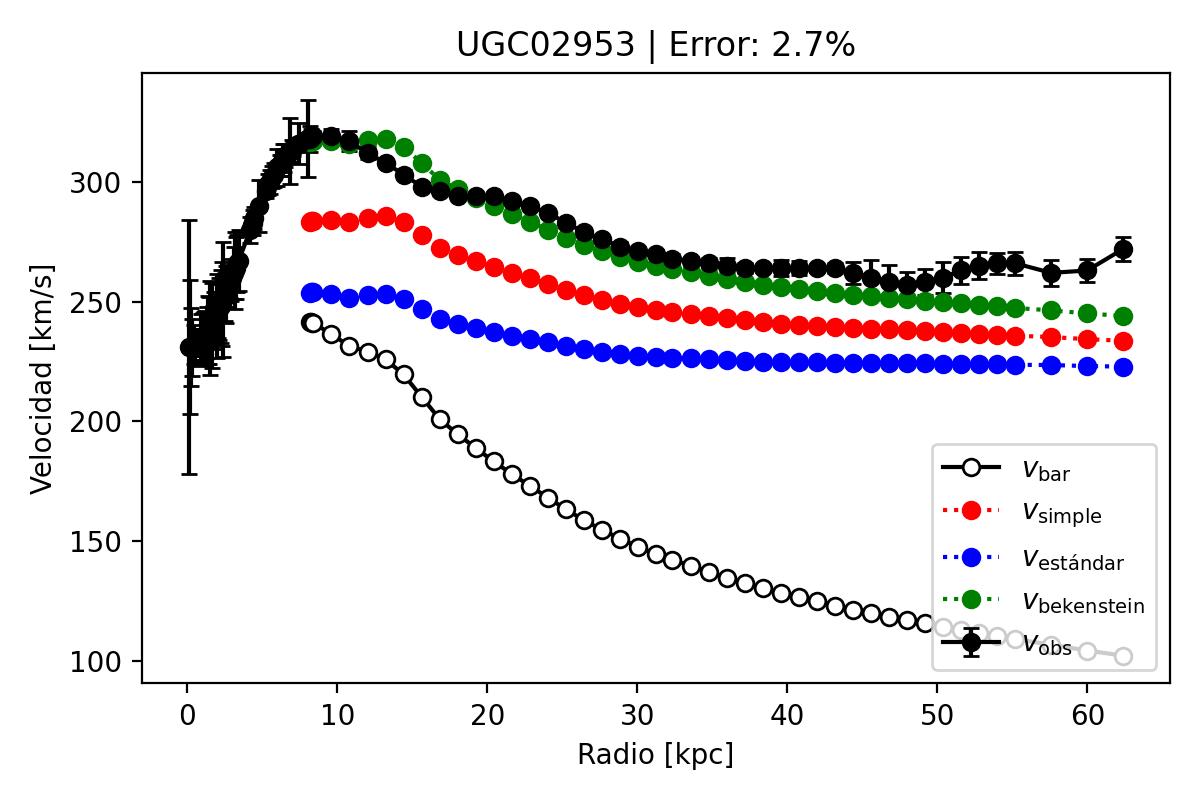 UGC02953 | Error: 2.7%
Velocidad [km/s]
300
250
200
150
100
v_bar
v_simple
v_estándar
v_bekenstein
v_obs
0 10 20 30 40 50 60
Radio [kpc]